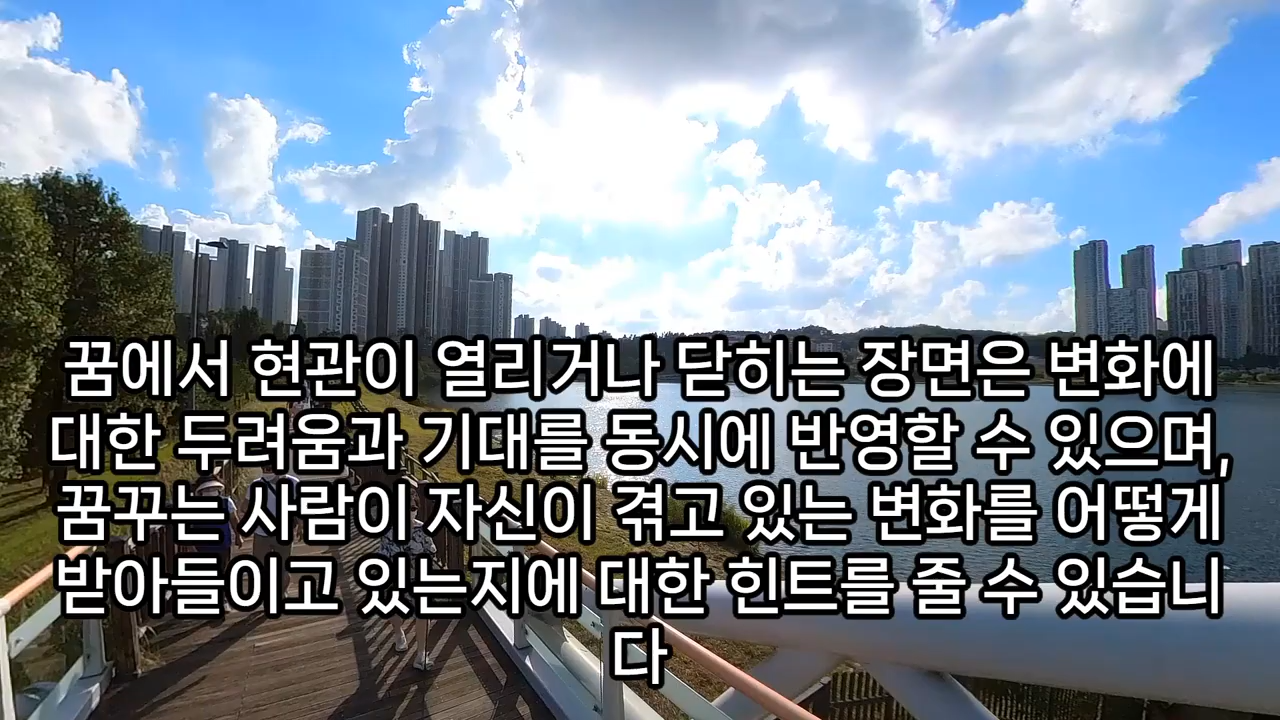 꿈에서 현관이 열리거나 닫히는 장면은 변화에
대한 두려움과 기대를 동시에 반영할 수 있으며,
꿈꾸는 사람이 자신이 겪고 있는 변화를 어떻게
받아들이고 있는지에 대한 힌트를 줄 수 있습니
다